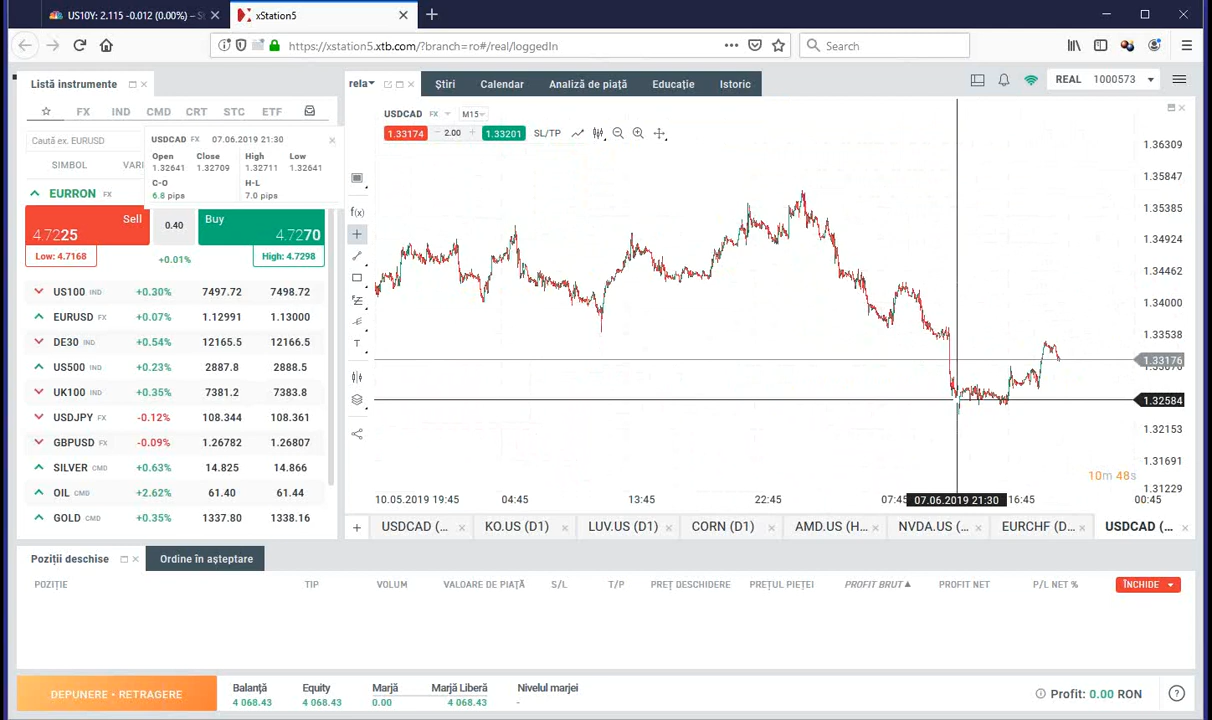 US10Y: 2.115 -0.012 (0.00%) – S
xStation5
https://xstation5.xtb.com/?branch=ro#/real/loggedIn
Search
Listă instrumente
rela
Știri
Calendar
Analiză de piață
Educație
Istoric
REAL 1000573
FX IND CMD CRT STC ETF
Caută ex. EURUSD
SIMBOL VARI
USDCAD FX 07.06.2019 21:30
Open Close High Low
1.32641 1.32709 1.32711 1.32641
C-O H-L
6.8 pips 7.0 pips
EURRON FX
Sell 4.7225
0.40
Buy 4.7270
Low: 4.7168
+0.01%
High: 4.7298
US100 IND +0.30% 7497.72 7498.72
EURUSD FX +0.07% 1.12991 1.13000
DE30 IND +0.54% 12165.5 12166.5
US500 IND +0.23% 2887.8 2888.5
UK100 IND +0.35% 7381.2 7383.8
USDJPY FX -0.12% 108.344 108.361
GBPUSD FX -0.09% 1.26782 1.26807
SILVER CMD +0.63% 14.825 14.866
OIL CMD +2.62% 61.40 61.44
GOLD CMD +0.35% 1337.80 1338.16
USDCAD FX M15
1.33174 − 2.00 + 1.33201 SL/TP
f(x)
T
1.36309
1.35847
1.35385
1.34924
1.34462
1.34000
1.33538
1.33176
1.33076
1.32584
1.32153
1.31691
1.31229
10m 48s
10.05.2019 19:45 04:45 13:45 22:45 07:45 07.06.2019 21:30 16:45 00:45
USDCAD (... KO.US (D1) LUV.US (D1) CORN (D1) AMD.US (H... NVDA.US (... EURCHF (D... USDCAD (...
Poziții deschise
Ordine în așteptare
POZIȚIE TIP VOLUM VALOARE DE PIAȚĂ S/L T/P PREȚ DESCHIDERE PREȚUL PIEȚEI PROFIT BRUT PROFIT NET P/L NET % ÎNCHIDE
DEPUNERE • RETRAGERE
Balanță Equity Marjă Marjă Liberă Nivelul marjei
4 068.43 4 068.43 0.00 4 068.43 -
Profit: 0.00 RON